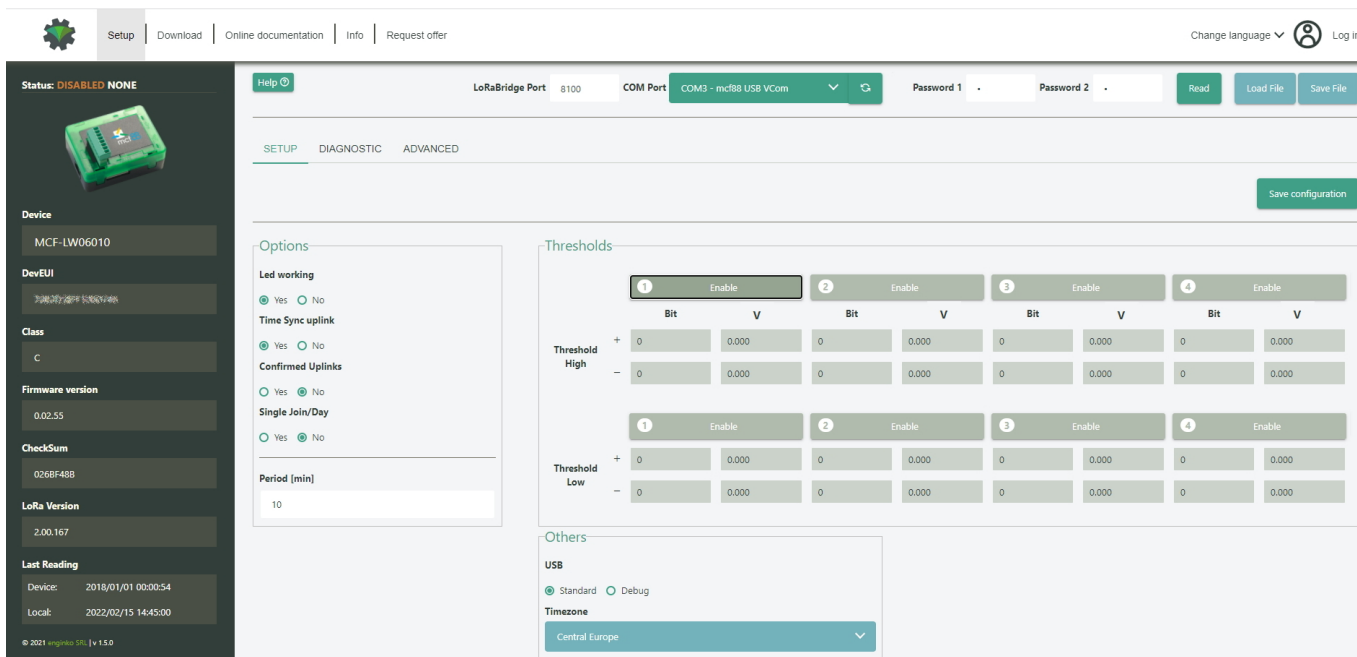 Setup Download Online documentation Info Request offer Change language Log in
Status: DISABLED NONE
Help LoRaBridge Port 8100 COM Port COM3 - mcf88 USB VCom Password 1 Password 2 Read Load File Save File
SETUP DIAGNOSTIC ADVANCED
Save configuration
Device
MCF-LW06010
DevEUI
Class
C
Firmware version
0.02.55
CheckSum
026BF48B
LoRa Version
2.00.167
Last Reading
Device: 2018/01/01 00:00:54
Local: 2022/02/15 14:45:00
© 2021 enginko SRL | v 1.5.0
Options
Led working
Yes No
Time Sync uplink
Yes No
Confirmed Uplinks
Yes No
Single Join/Day
Yes No
Period [min]
10
Thresholds
1 Enable 2 Enable 3 Enable 4 Enable
Bit V Bit V Bit V Bit V
Threshold High
+ 0 0.000 0 0.000 0 0.000 0 0.000
− 0 0.000 0 0.000 0 0.000 0 0.000
1 Enable 2 Enable 3 Enable 4 Enable
Threshold Low
+ 0 0.000 0 0.000 0 0.000 0 0.000
− 0 0.000 0 0.000 0 0.000 0 0.000
Others
USB
Standard Debug
Timezone
Central Europe